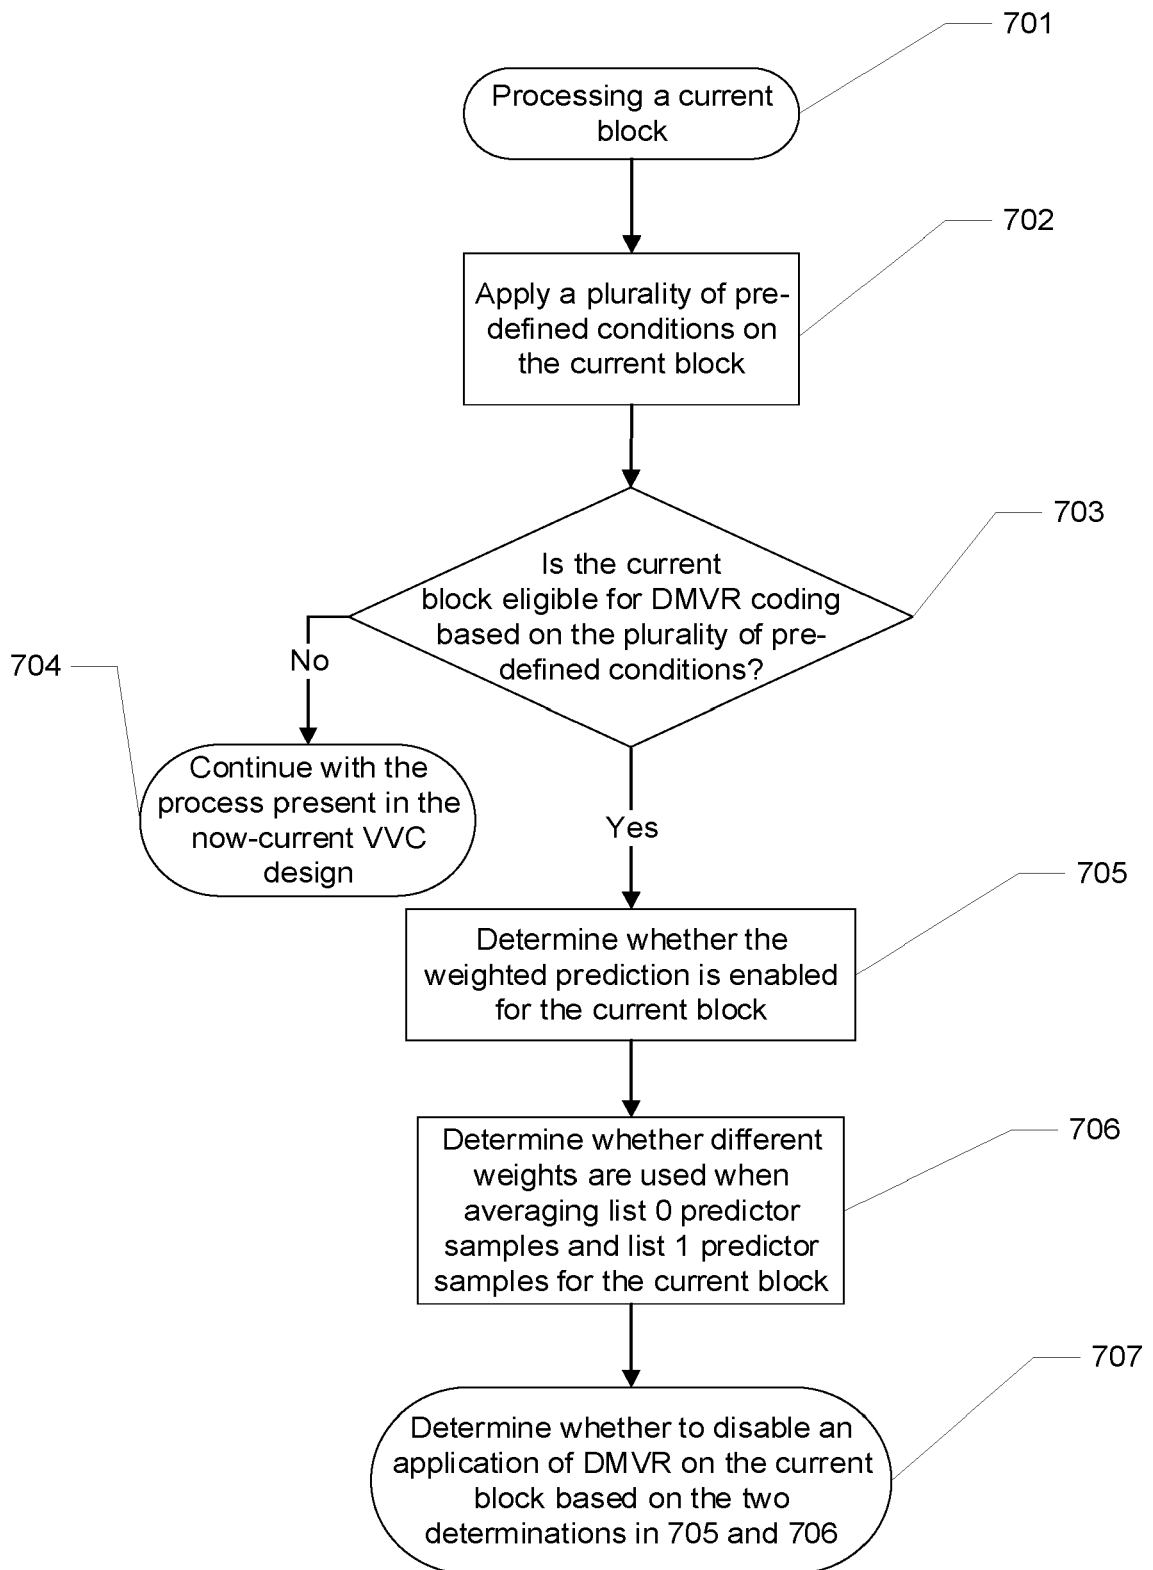 701
Processing a current
block
702
Apply a plurality of pre-
defined conditions on
the current block
703
Is the current
block eligible for DMVR coding
based on the plurality of pre-
defined conditions?
No
704
Continue with the
process present in the
now-current VVC
design
Yes
705
Determine whether the
weighted prediction is enabled
for the current block
706
Determine whether different
weights are used when
averaging list 0 predictor
samples and list 1 predictor
samples for the current block
707
Determine whether to disable an
application of DMVR on the current
block based on the two
determinations in 705 and 706